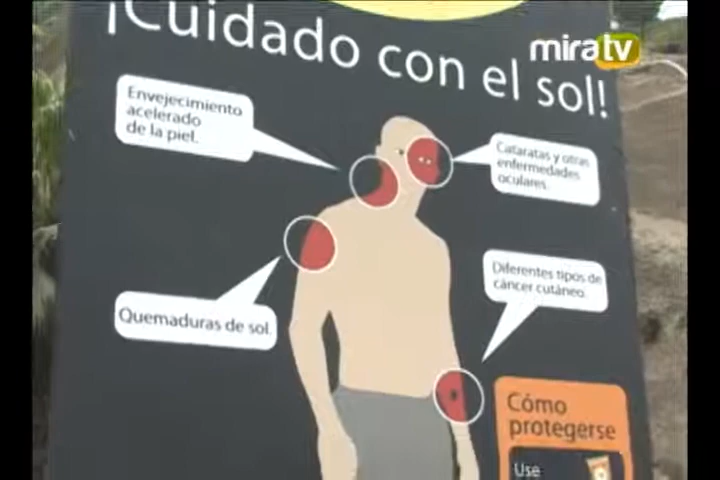 ¡Cuidado con el sol!
miratv
Envejecimiento
acelerado
de la piel.
Cataratas y otras
enfermedades
oculares.
Diferentes tipos de
cáncer cutáneo.
Quemaduras de sol.
Cómo
protegerse
Use